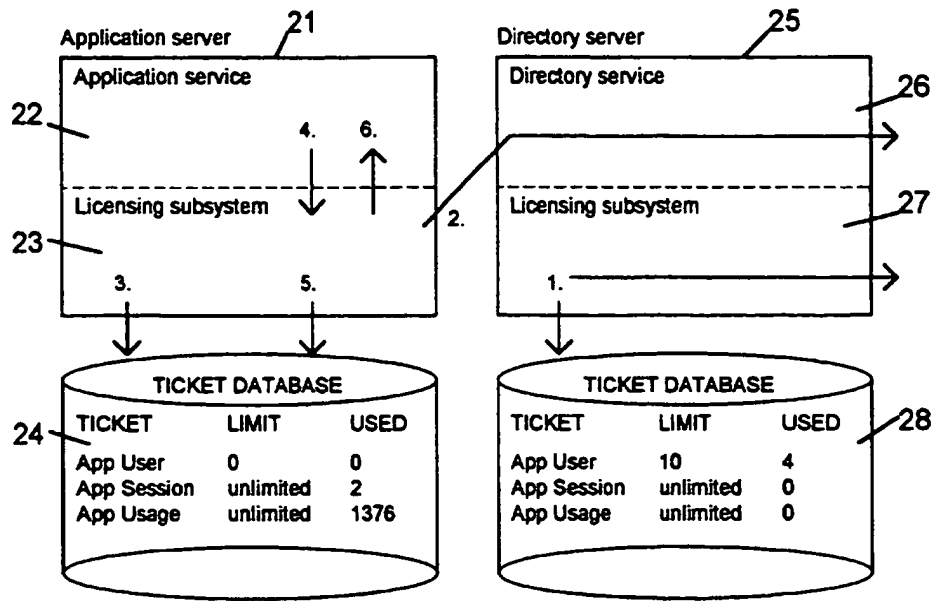 Application server 21
Application service
22
4. 6.
Licensing subsystem
23
3. 5.
2.
Directory server 25
Directory service
26
Licensing subsystem
27
1.
TICKET DATABASE
24
TICKET LIMIT USED
App User 0 0
App Session unlimited 2
App Usage unlimited 1376
TICKET DATABASE
28
TICKET LIMIT USED
App User 10 4
App Session unlimited 0
App Usage unlimited 0